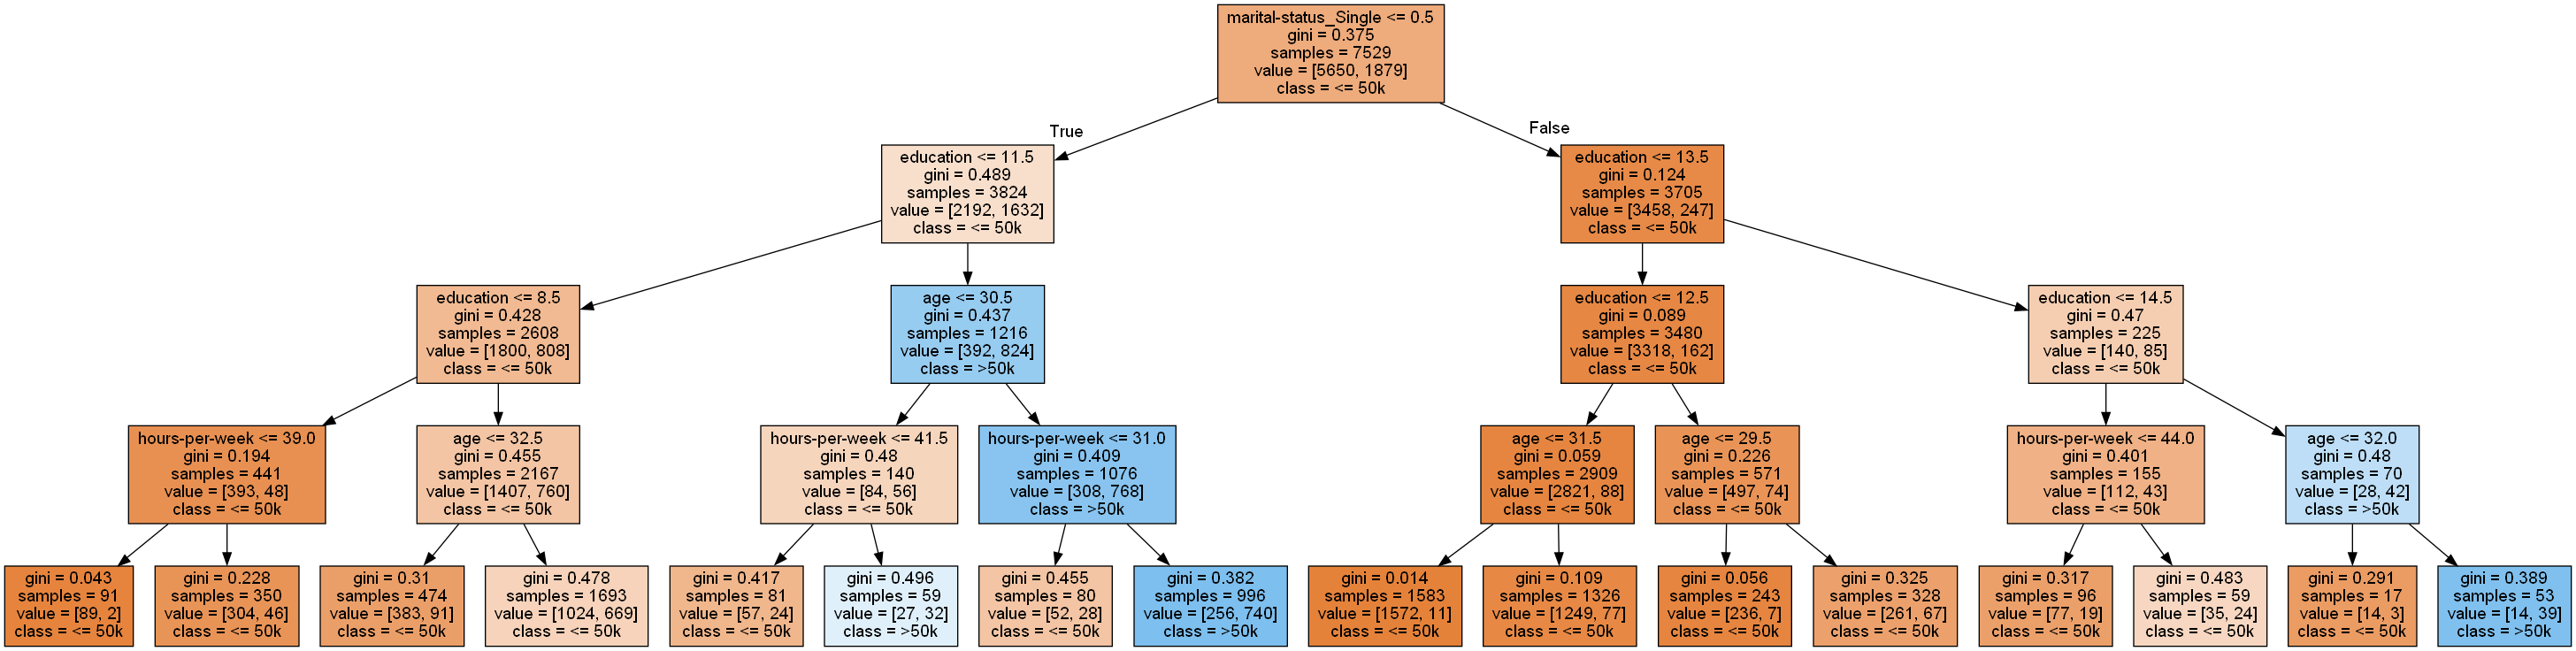 marital-status_Single <= 0.5
gini = 0.375
samples = 7529
value = [5650, 1879]
class = <= 50k
True
False
education <= 11.5
gini = 0.489
samples = 3824
value = [2192, 1632]
class = <= 50k
education <= 13.5
gini = 0.124
samples = 3705
value = [3458, 247]
class = <= 50k
education <= 8.5
gini = 0.428
samples = 2608
value = [1800, 808]
class = <= 50k
age <= 30.5
gini = 0.437
samples = 1216
value = [392, 824]
class = >50k
education <= 12.5
gini = 0.089
samples = 3480
value = [3318, 162]
class = <= 50k
education <= 14.5
gini = 0.47
samples = 225
value = [140, 85]
class = <= 50k
hours-per-week <= 39.0
gini = 0.194
samples = 441
value = [393, 48]
class = <= 50k
age <= 32.5
gini = 0.455
samples = 2167
value = [1407, 760]
class = <= 50k
hours-per-week <= 41.5
gini = 0.48
samples = 140
value = [84, 56]
class = <= 50k
hours-per-week <= 31.0
gini = 0.409
samples = 1076
value = [308, 768]
class = >50k
age <= 31.5
gini = 0.059
samples = 2909
value = [2821, 88]
class = <= 50k
age <= 29.5
gini = 0.226
samples = 571
value = [497, 74]
class = <= 50k
hours-per-week <= 44.0
gini = 0.401
samples = 155
value = [112, 43]
class = <= 50k
age <= 32.0
gini = 0.48
samples = 70
value = [28, 42]
class = >50k
gini = 0.043
samples = 91
value = [89, 2]
class = <= 50k
gini = 0.228
samples = 350
value = [304, 46]
class = <= 50k
gini = 0.31
samples = 474
value = [383, 91]
class = <= 50k
gini = 0.478
samples = 1693
value = [1024, 669]
class = <= 50k
gini = 0.417
samples = 81
value = [57, 24]
class = <= 50k
gini = 0.496
samples = 59
value = [27, 32]
class = >50k
gini = 0.455
samples = 80
value = [52, 28]
class = <= 50k
gini = 0.382
samples = 996
value = [256, 740]
class = >50k
gini = 0.014
samples = 1583
value = [1572, 11]
class = <= 50k
gini = 0.109
samples = 1326
value = [1249, 77]
class = <= 50k
gini = 0.056
samples = 243
value = [236, 7]
class = <= 50k
gini = 0.325
samples = 328
value = [261, 67]
class = <= 50k
gini = 0.317
samples = 96
value = [77, 19]
class = <= 50k
gini = 0.483
samples = 59
value = [35, 24]
class = <= 50k
gini = 0.291
samples = 17
value = [14, 3]
class = <= 50k
gini = 0.389
samples = 53
value = [14, 39]
class = >50k